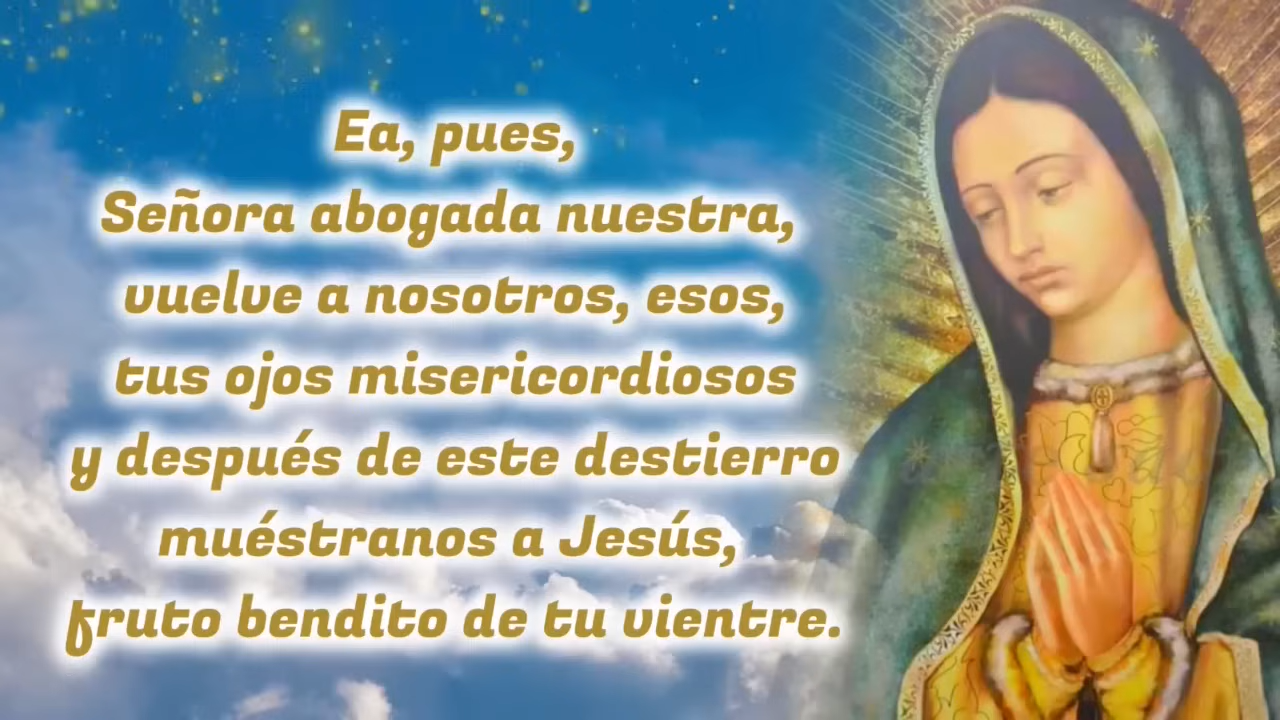 Ea, pues,
Señora abogada nuestra,
vuelve a nosotros, esos,
tus ojos misericordiosos
y después de este destierro
muéstranos a Jesús,
fruto bendito de tu vientre.